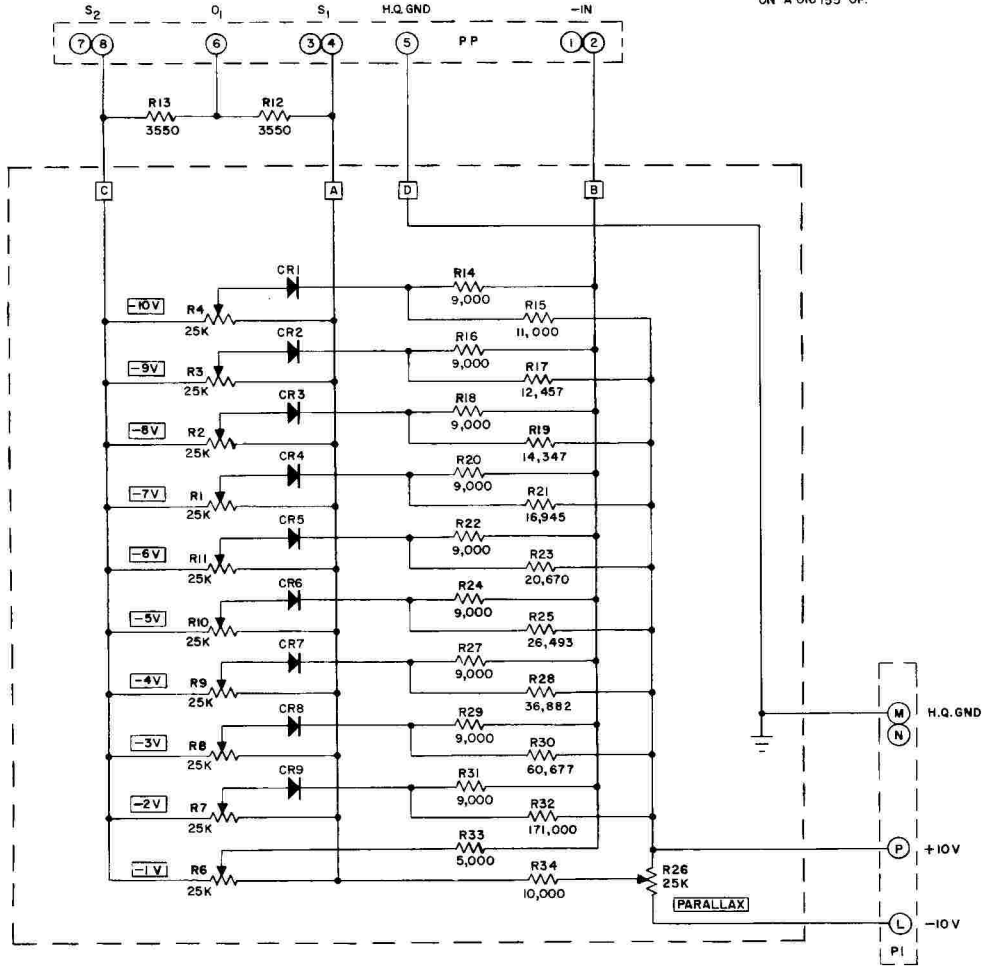 ON A 016 155 OF.
S2 O1 S1 H.Q. GND -IN
7 8 6 3 4 5 PP 1 2
R13 R12
3550 3550
C A D B
CR1 R14
9,000
-10V R4 R15
25K 11,000
CR2 R16
9,000
-9V R3 R17
25K 12,457
CR3 R18
9,000
-8V R2 R19
25K 14,347
CR4 R20
9,000
-7V R1 R21
25K 16,945
CR5 R22
9,000
-6V R11 R23
25K 20,670
CR6 R24
9,000
-5V R10 R25
25K 26,493
CR7 R27
9,000
-4V R9 R28
25K 36,882
CR8 R29
9,000
-3V R8 R30
25K 60,677
CR9 R31
9,000
-2V R7 R32
25K 171,000
R33
5,000
-1V R6 R34 R26
25K 10,000 25K
PARALLAX
M H.Q. GND
N
P +10V
L -10V
P1